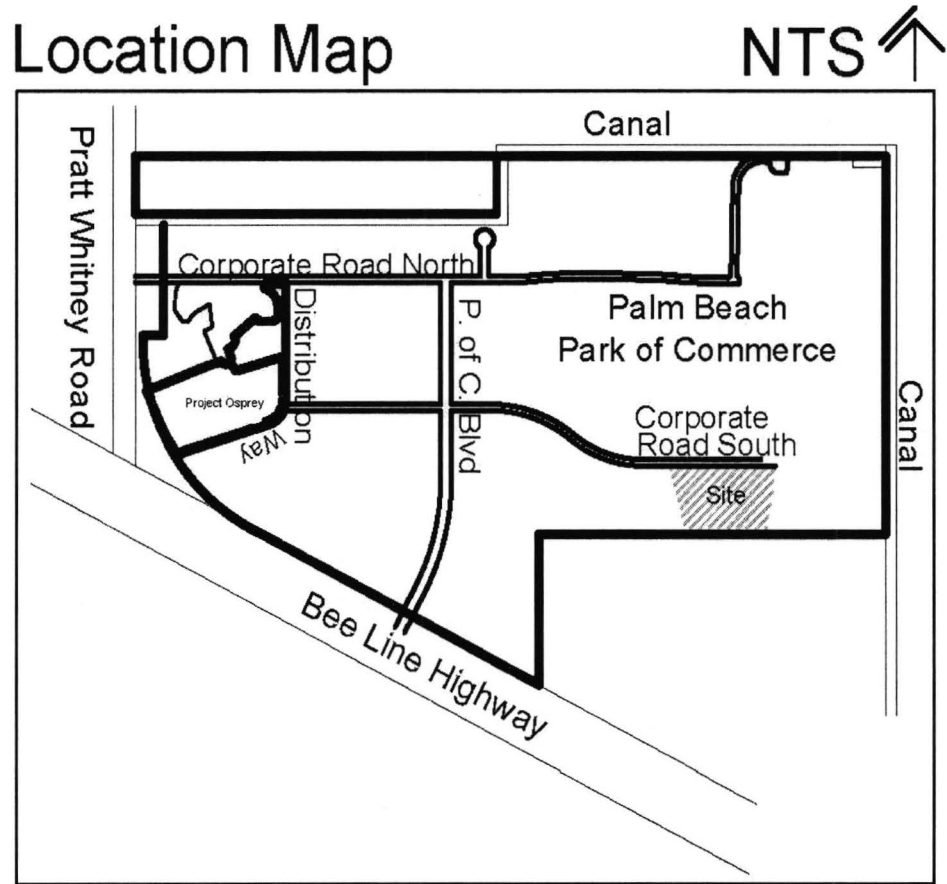 Location Map
NTS
Canal
Pratt Whitney Road
Corporate Road North
Distribution
Way
P. of C. Blvd
Palm Beach
Park of Commerce
Project Osprey
Corporate
Road South
Canal
Site
Bee Line Highway